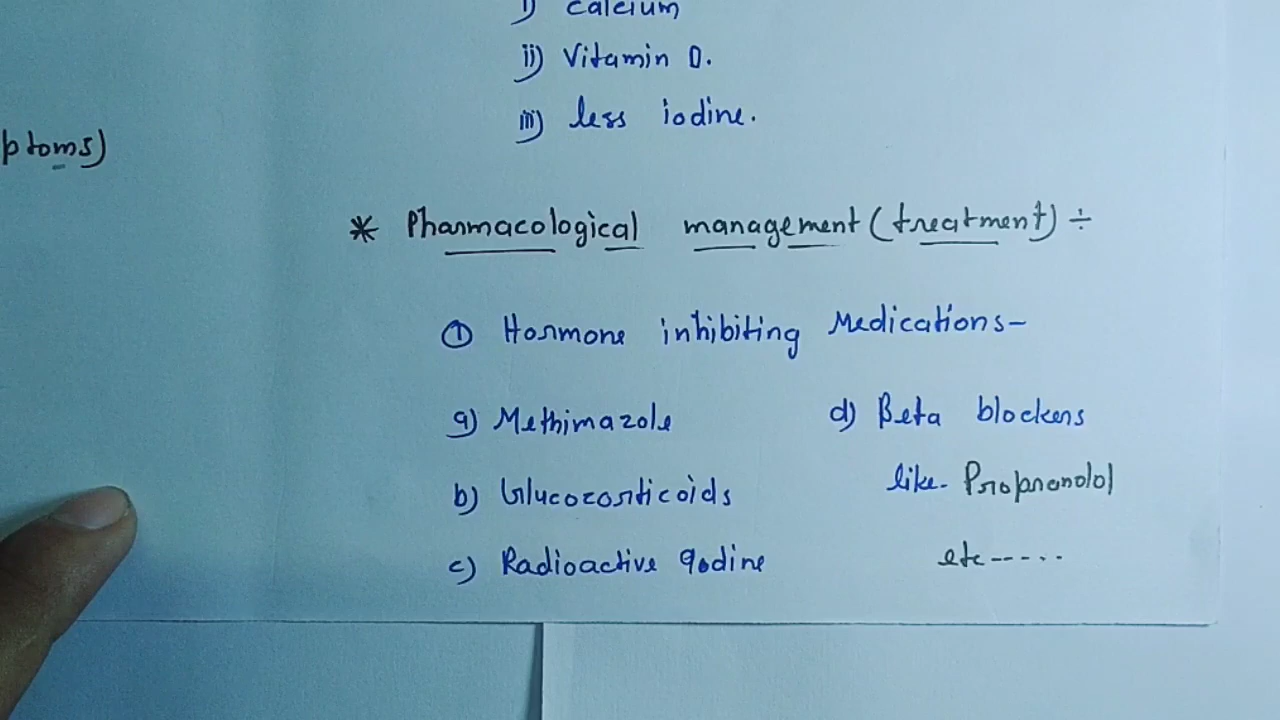 i) Calcium
ii) Vitamin D.
iii) less iodine.
ptoms)
* Pharmacological management (treatment) ÷
① Hormone inhibiting Medications-
a) Methimazole
b) Glucocorticoids
c) Radioactive Iodine
d) Beta blockers
like- Propranolol
etc-----